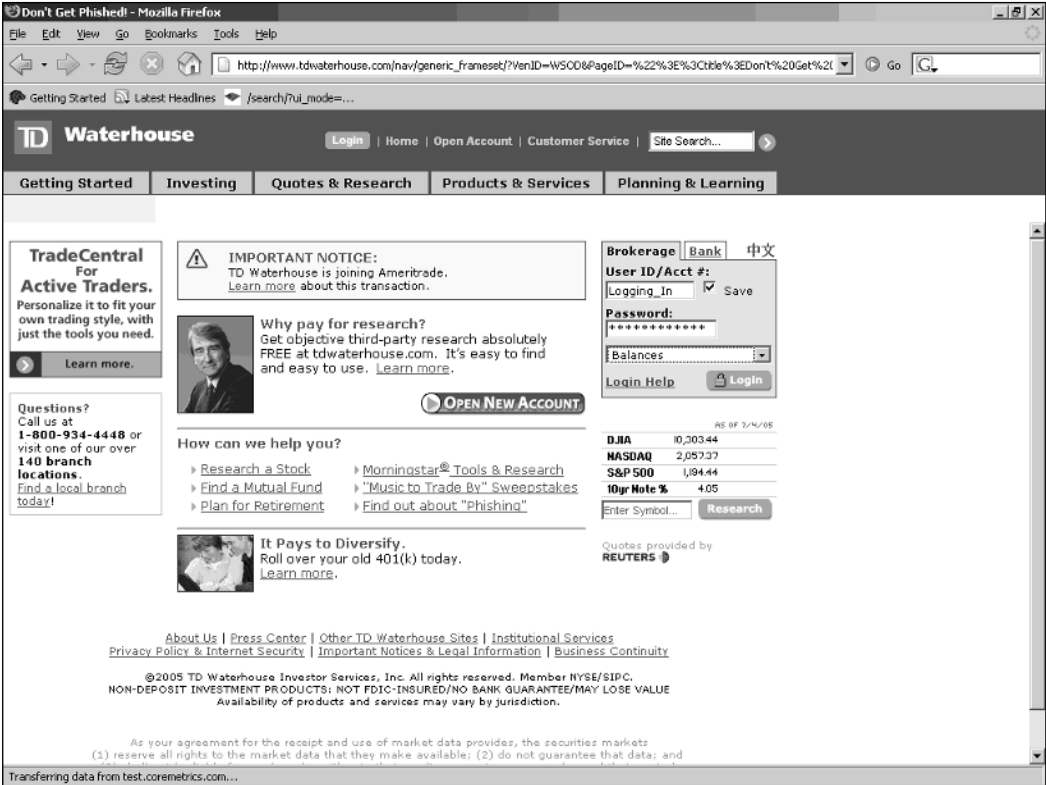 Don't Get Phished! - Mozilla Firefox
File Edit View Go Bookmarks Tools Help
http://www.tdwaterhouse.com/nav/generic_frameset/?VenID=WSOD&PageID=%22%3E%3Ctitle%3EDon't%20Get%2( Go G
Getting Started Latest Headlines /search/?ui_mode=...
TD Waterhouse
Login | Home | Open Account | Customer Service | Site Search...
Getting Started Investing Quotes & Research Products & Services Planning & Learning
TradeCentral
For
Active Traders.
Personalize it to fit your
own trading style, with
just the tools you need.
Learn more.
Questions?
Call us at
1-800-934-4448 or
visit one of our over
140 branch
locations.
Find a local branch
today!
IMPORTANT NOTICE:
TD Waterhouse is joining Ameritrade.
Learn more about this transaction.
Why pay for research?
Get objective third-party research absolutely
FREE at tdwaterhouse.com. It's easy to find
and easy to use. Learn more.
OPEN NEW ACCOUNT
How can we help you?
Research a Stock
Find a Mutual Fund
Plan for Retirement
Morningstar® Tools & Research
"Music to Trade By" Sweepstakes
Find out about "Phishing"
It Pays to Diversify.
Roll over your old 401(k) today.
Learn more.
Brokerage Bank 中文
User ID/Acct #:
Logging_In Save
Password:
************
Balances
Login Help Login
AS OF 7/4/05
DJIA 10,303.44
NASDAQ 2,057.37
S&P 500 1,194.44
10yr Note % 4.05
Enter Symbol... Research
Quotes provided by
REUTERS
About Us | Press Center | Other TD Waterhouse Sites | Institutional Services
Privacy Policy & Internet Security | Important Notices & Legal Information | Business Continuity
©2005 TD Waterhouse Investor Services, Inc. All rights reserved. Member NYSE/SIPC.
NON-DEPOSIT INVESTMENT PRODUCTS: NOT FDIC-INSURED/NO BANK GUARANTEE/MAY LOSE VALUE
Availability of products and services may vary by jurisdiction.
As your agreement for the receipt and use of market data provides, the securities markets
(1) reserve all rights to the market data that they make available; (2) do not guarantee that data; and
Transferring data from test.coremetrics.com...